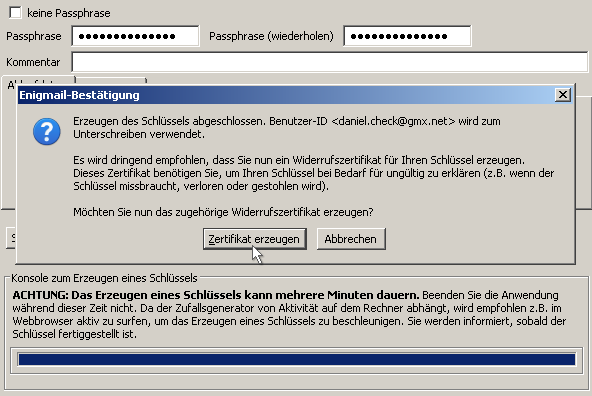 keine Passphrase
Passphrase
Passphrase (wiederholen)
Kommentar
Enigmail-Bestätigung
Erzeugen des Schlüssels abgeschlossen. Benutzer-ID <daniel.check@gmx.net> wird zum
Unterschreiben verwendet.
Es wird dringend empfohlen, dass Sie nun ein Widerrufszertifikat für Ihren Schlüssel erzeugen.
Dieses Zertifikat benötigen Sie, um Ihren Schlüssel bei Bedarf für ungültig zu erklären (z.B. wenn der
Schlüssel missbraucht, verloren oder gestohlen wird).
Möchten Sie nun das zugehörige Widerrufszertifikat erzeugen?
Zertifikat erzeugen
Abbrechen
Konsole zum Erzeugen eines Schlüssels
ACHTUNG: Das Erzeugen eines Schlüssels kann mehrere Minuten dauern. Beenden Sie die Anwendung
während dieser Zeit nicht. Da der Zufallsgenerator von Aktivität auf dem Rechner abhängt, wird empfohlen z.B. im
Webbrowser aktiv zu surfen, um das Erzeugen eines Schlüssels zu beschleunigen. Sie werden informiert, sobald der
Schlüssel fertiggestellt ist.